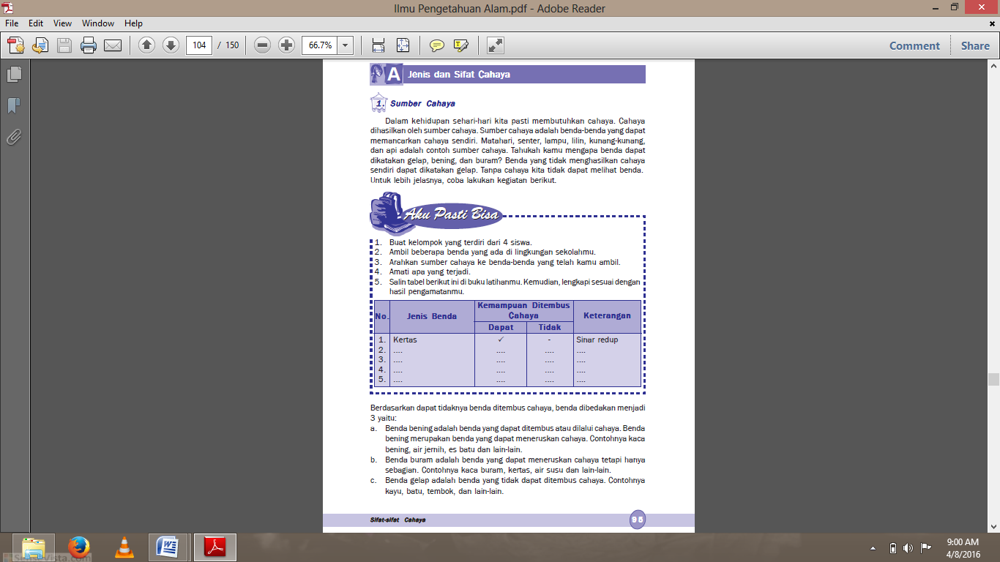 Ilmu Pengetahuan Alam.pdf - Adobe Reader
File Edit View Window Help
104 / 150 66.7% Comment Share
A Jenis dan Sifat Cahaya
1. Sumber Cahaya
Dalam kehidupan sehari-hari kita pasti membutuhkan cahaya. Cahaya
dihasilkan oleh sumber cahaya. Sumber cahaya adalah benda-benda yang dapat
memancarkan cahaya sendiri. Matahari, senter, lampu, lilin, kunang-kunang,
dan api adalah contoh sumber cahaya. Tahukah kamu mengapa benda dapat
dikatakan gelap, bening, dan buram? Benda yang tidak menghasilkan cahaya
sendiri dapat dikatakan gelap. Tanpa cahaya kita tidak dapat melihat benda.
Untuk lebih jelasnya, coba lakukan kegiatan berikut.
Aku Pasti Bisa
1. Buat kelompok yang terdiri dari 4 siswa.
2. Ambil beberapa benda yang ada di lingkungan sekolahmu.
3. Arahkan sumber cahaya ke benda-benda yang telah kamu ambil.
4. Amati apa yang terjadi.
5. Salin tabel berikut ini di buku latihanmu. Kemudian, lengkapi sesuai dengan
hasil pengamatanmu.
No. Jenis Benda Kemampuan Ditembus Cahaya Keterangan
Dapat Tidak
1. Kertas ✓ - Sinar redup
2. .... .... .... ....
3. .... .... .... ....
4. .... .... .... ....
5. .... .... .... ....
Berdasarkan dapat tidaknya benda ditembus cahaya, benda dibedakan menjadi
3 yaitu:
a. Benda bening adalah benda yang dapat ditembus atau dilalui cahaya. Benda
bening merupakan benda yang dapat meneruskan cahaya. Contohnya kaca
bening, air jernih, es batu dan lain-lain.
b. Benda buram adalah benda yang dapat meneruskan cahaya tetapi hanya
sebagian. Contohnya kaca buram, kertas, air susu dan lain-lain.
c. Benda gelap adalah benda yang tidak dapat ditembus cahaya. Contohnya
kayu, batu, tembok, dan lain-lain.
Sifat-sifat Cahaya 95
9:00 AM
4/8/2016